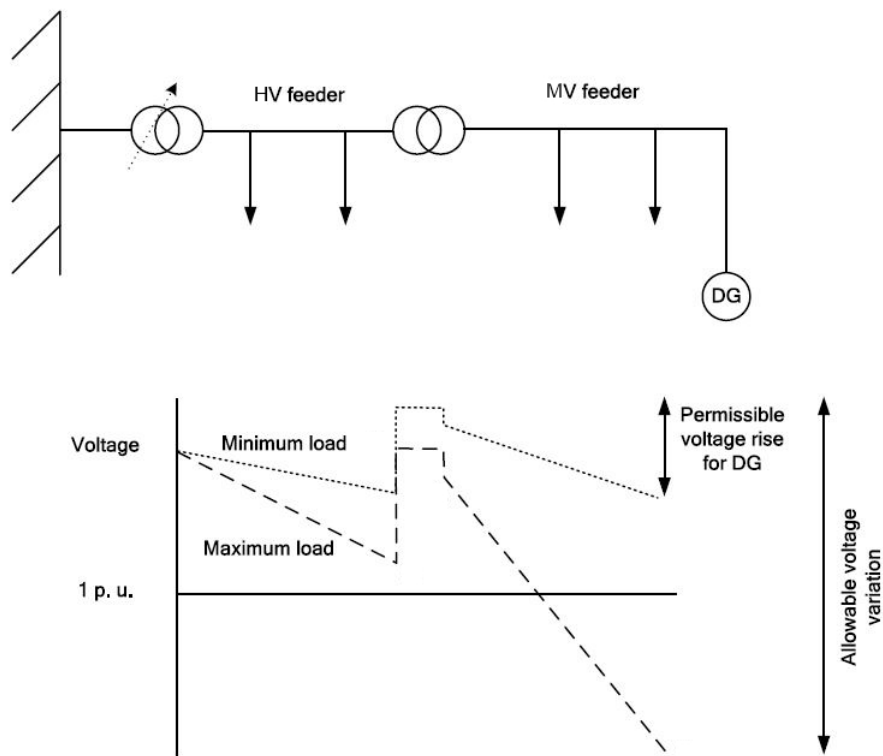 HV feeder
MV feeder
DG
Voltage
Minimum load
Maximum load
1 p. u.
Permissible
voltage rise
for DG
Allowable voltage
variation